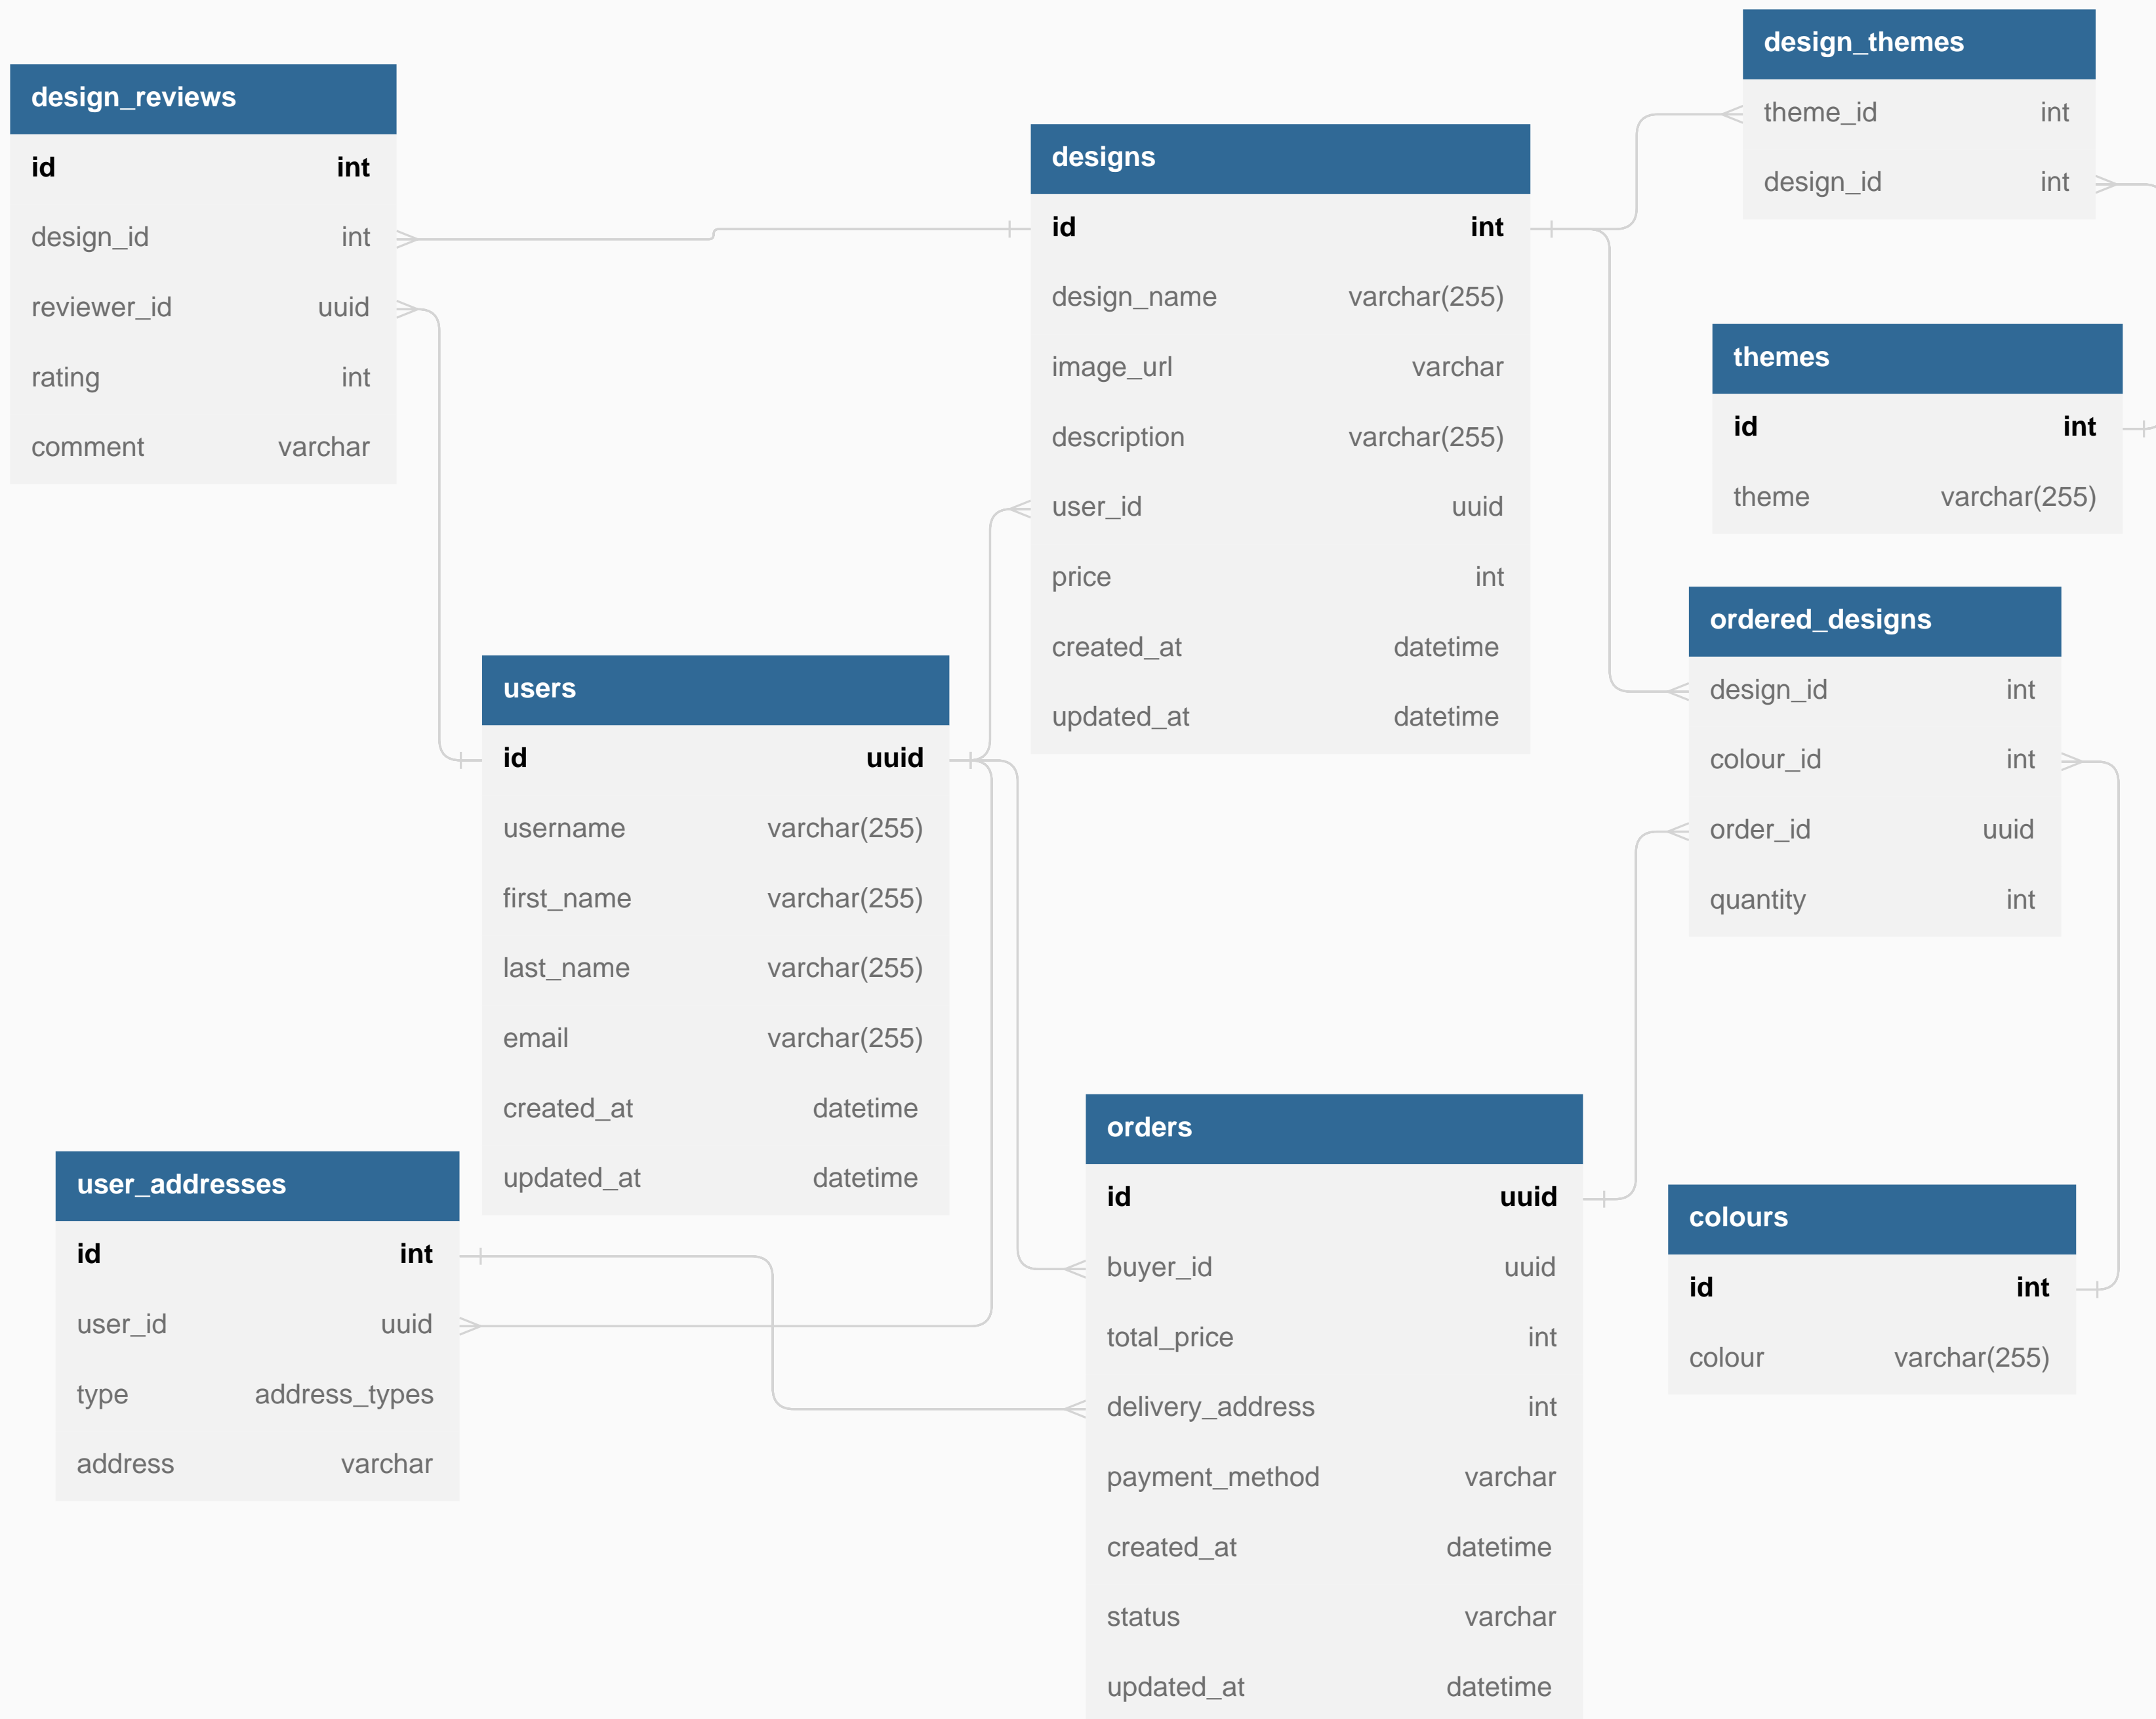 design_reviews
id int
design_id int
reviewer_id uuid
rating int
comment varchar
designs
id int
design_name varchar(255)
image_url varchar
description varchar(255)
user_id uuid
price int
created_at datetime
updated_at datetime
design_themes
theme_id int
design_id int
themes
id int
theme varchar(255)
ordered_designs
design_id int
colour_id int
order_id uuid
quantity int
users
id uuid
username varchar(255)
first_name varchar(255)
last_name varchar(255)
email varchar(255)
created_at datetime
updated_at datetime
user_addresses
id int
user_id uuid
type address_types
address varchar
orders
id uuid
buyer_id uuid
total_price int
delivery_address int
payment_method varchar
created_at datetime
status varchar
updated_at datetime
colours
id int
colour varchar(255)